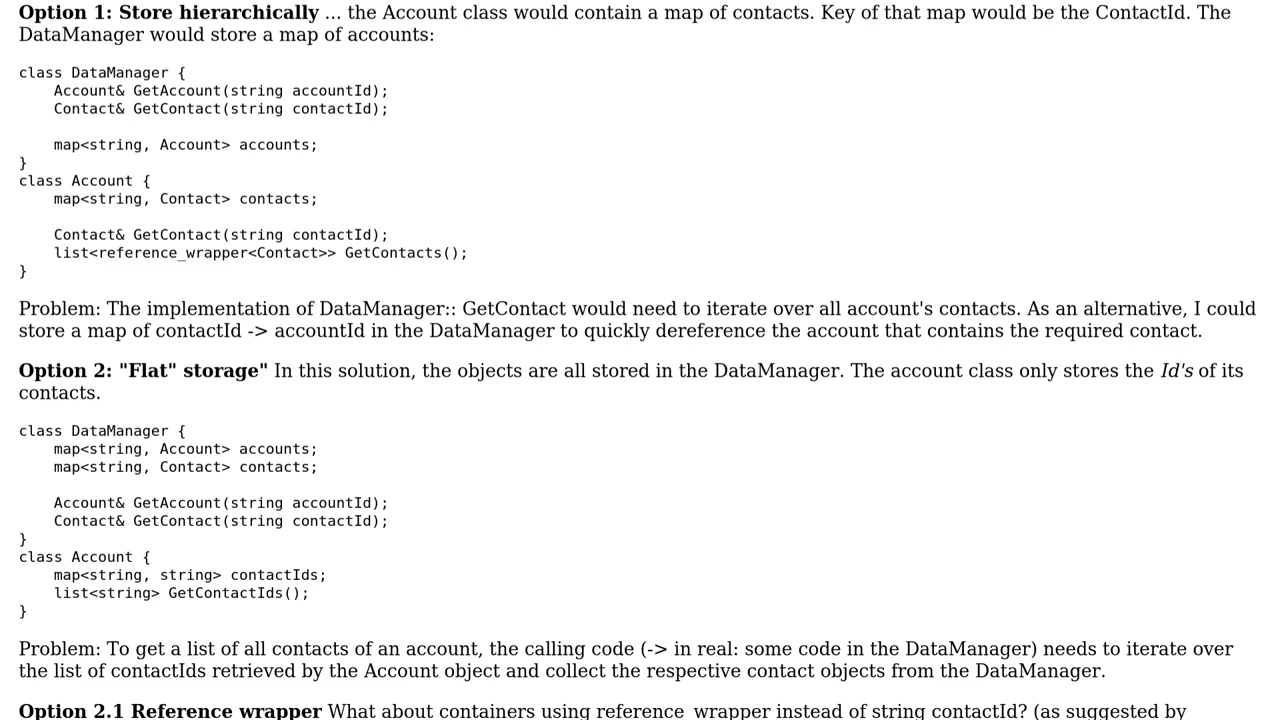 Option 1: Store hierarchically ... the Account class would contain a map of contacts. Key of that map would be the ContactId. The
DataManager would store a map of accounts:
class DataManager {
    Account& GetAccount(string accountId);
    Contact& GetContact(string contactId);

    map<string, Account> accounts;
}
class Account {
    map<string, Contact> contacts;

    Contact& GetContact(string contactId);
    list<reference_wrapper<Contact>> GetContacts();
}
Problem: The implementation of DataManager:: GetContact would need to iterate over all account's contacts. As an alternative, I could
store a map of contactId -> accountId in the DataManager to quickly dereference the account that contains the required contact.
Option 2: "Flat" storage" In this solution, the objects are all stored in the DataManager. The account class only stores the Id's of its
contacts.
class DataManager {
    map<string, Account> accounts;
    map<string, Contact> contacts;

    Account& GetAccount(string accountId);
    Contact& GetContact(string contactId);
}
class Account {
    map<string, string> contactIds;
    list<string> GetContactIds();
}
Problem: To get a list of all contacts of an account, the calling code (-> in real: some code in the DataManager) needs to iterate over
the list of contactIds retrieved by the Account object and collect the respective contact objects from the DataManager.
Option 2.1 Reference wrapper What about containers using reference_wrapper instead of string contactId? (as suggested by